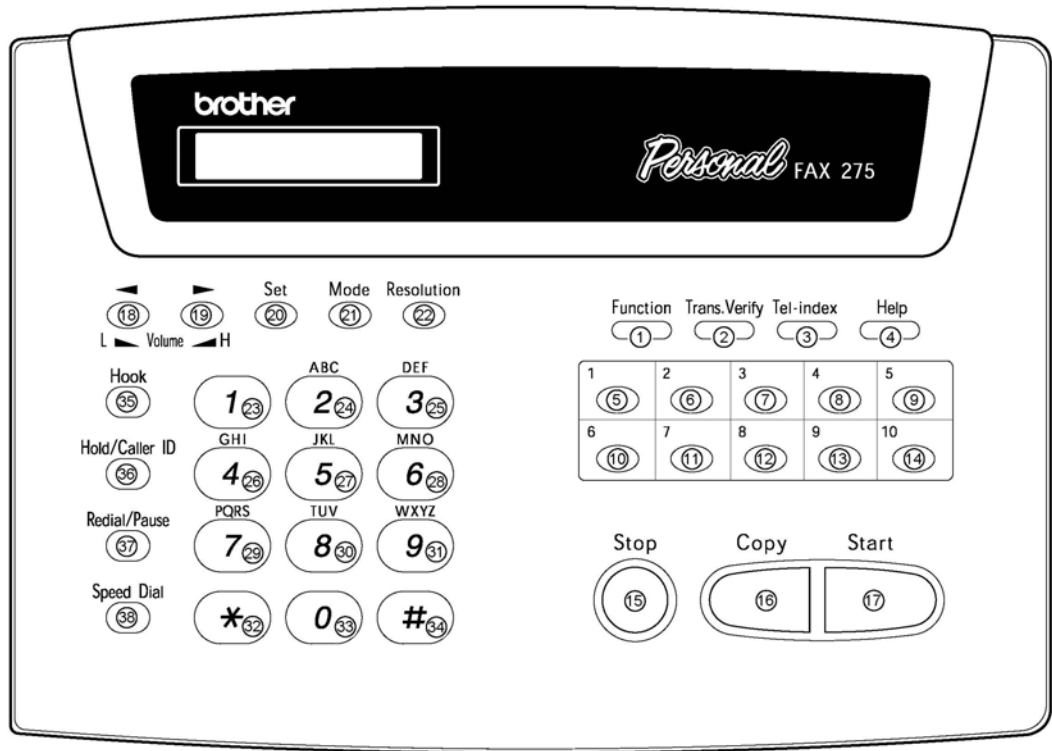 brother
Personal FAX 275
◄ ► Set Mode Resolution
⑱ ⑲ ⑳ ㉑ ㉒
L Volume H
Function Trans.Verify Tel-index Help
① ② ③ ④
1 2 3 4 5
⑤ ⑥ ⑦ ⑧ ⑨
6 7 8 9 10
⑩ ⑪ ⑫ ⑬ ⑭
Hook
㉟
ABC DEF
1 ㉓ 2 ㉔ 3 ㉕
Hold/Caller ID
㊱
GHI JKL MNO
4 ㉖ 5 ㉗ 6 ㉘
Redial/Pause
㊲
PQRS TUV WXYZ
7 ㉙ 8 ㉚ 9 ㉛
Speed Dial
㊳
* ㉜ 0 ㉝ # ㉞
Stop Copy Start
⑮ ⑯ ⑰